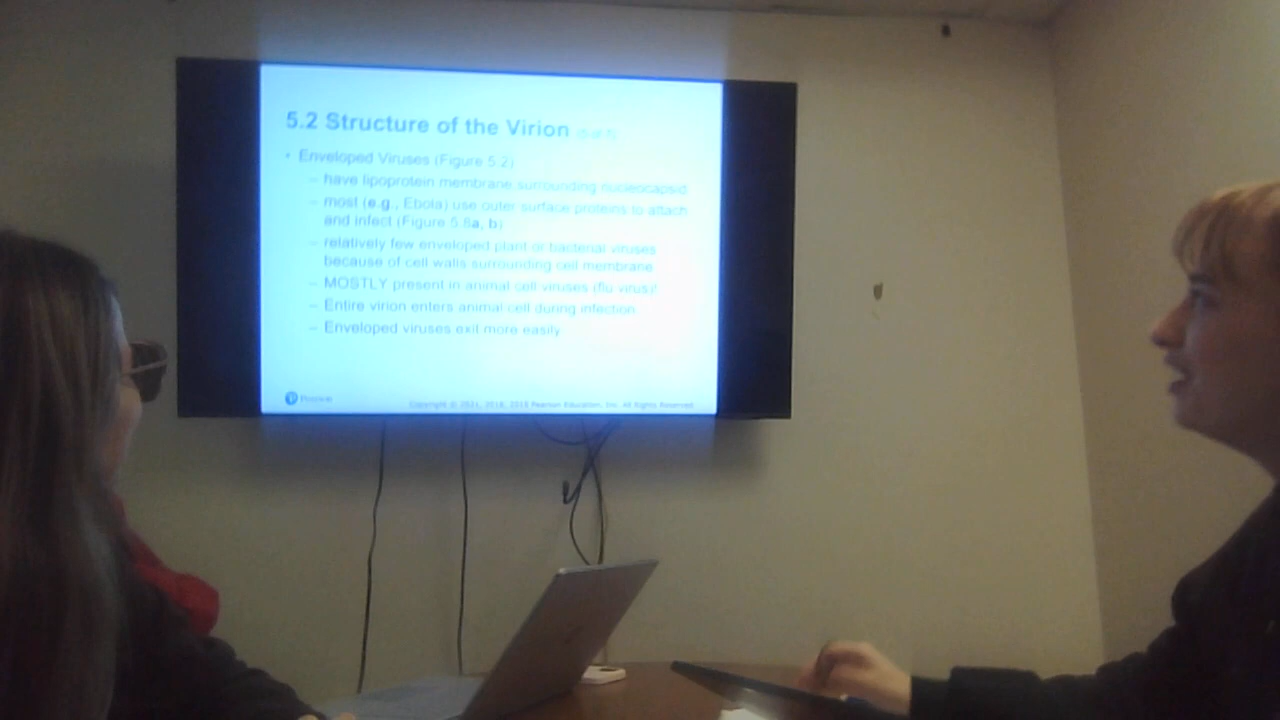 5.2 Structure of the Virion
• Enveloped Viruses (Figure 5.2)
– have lipoprotein membrane surrounding nucleocapsid
– most (e.g., Ebola) use outer surface proteins to attach
and infect (Figure 5.8a, b)
– relatively few enveloped plant or bacterial viruses
because of cell walls surrounding cell membrane
– MOSTLY present in animal cell viruses (flu virus)!
– Entire virion enters animal cell during infection.
– Enveloped viruses exit more easily.
Pearson
Copyright © 2021, 2018, 2015 Pearson Education, Inc. All Rights Reserved